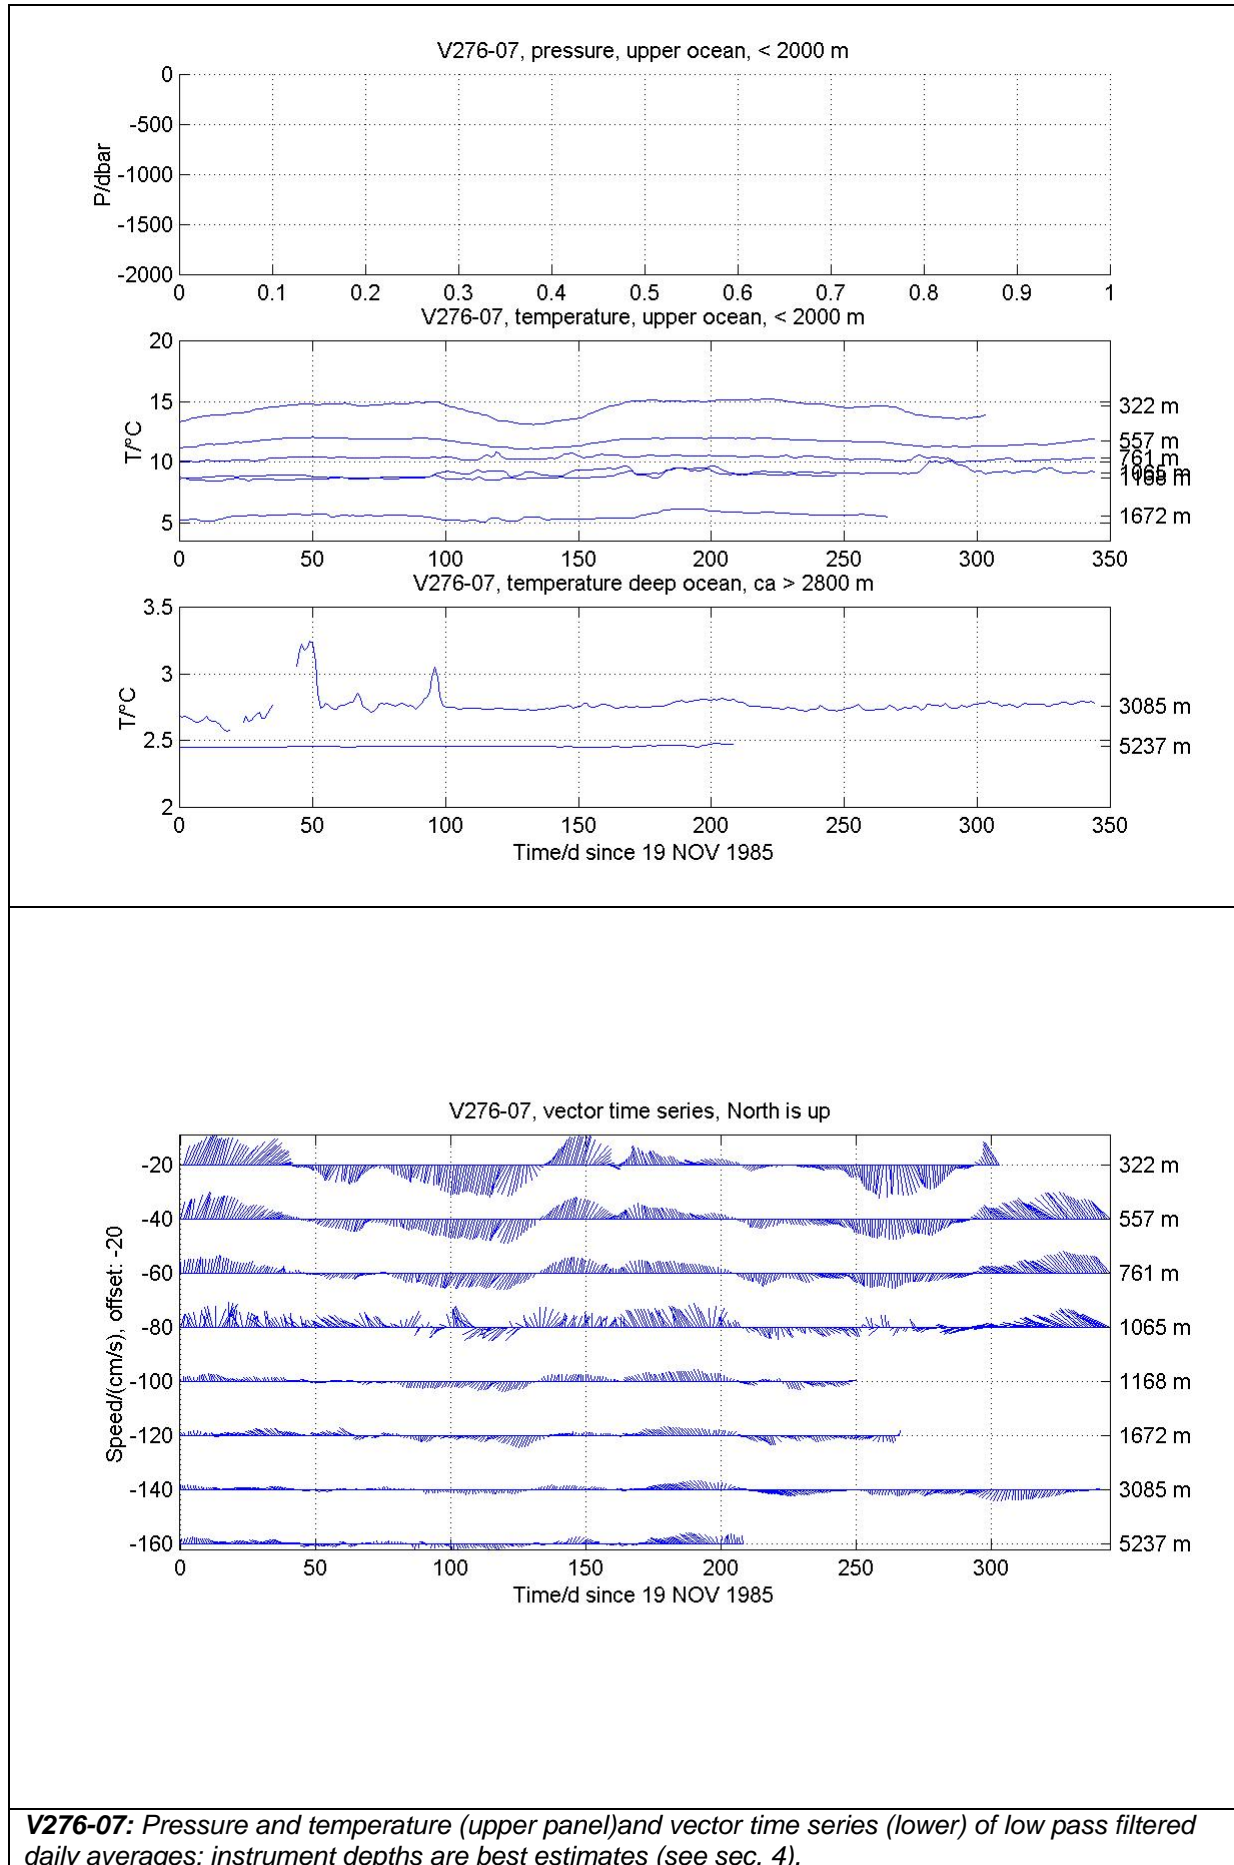 V276-07, pressure, upper ocean, < 2000 m
0
-500
-1000
-1500
-2000
P/dbar
0 0.1 0.2 0.3 0.4 0.5 0.6 0.7 0.8 0.9 1
V276-07, temperature, upper ocean, < 2000 m
20
15
10
5
T/°C
322 m
557 m
761 m
1065 m
1168 m
1672 m
0 50 100 150 200 250 300 350
V276-07, temperature deep ocean, ca > 2800 m
3.5
3
2.5
2
T/°C
3085 m
5237 m
0 50 100 150 200 250 300 350
Time/d since 19 NOV 1985
V276-07, vector time series, North is up
-20 322 m
-40 557 m
-60 761 m
-80 1065 m
-100 1168 m
-120 1672 m
-140 3085 m
-160 5237 m
Speed/(cm/s), offset: -20
0 50 100 150 200 250 300
Time/d since 19 NOV 1985
V276-07: Pressure and temperature (upper panel)and vector time series (lower) of low pass filtered
daily averages; instrument depths are best estimates (see sec. 4).